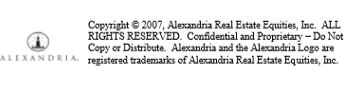 Copyright © 2007, Alexandria Real Estate Equities, Inc. ALL
RIGHTS RESERVED. Confidential and Proprietary – Do Not
Copy or Distribute. Alexandria and the Alexandria Logo are
registered trademarks of Alexandria Real Estate Equities, Inc.
ALEXANDRIA.